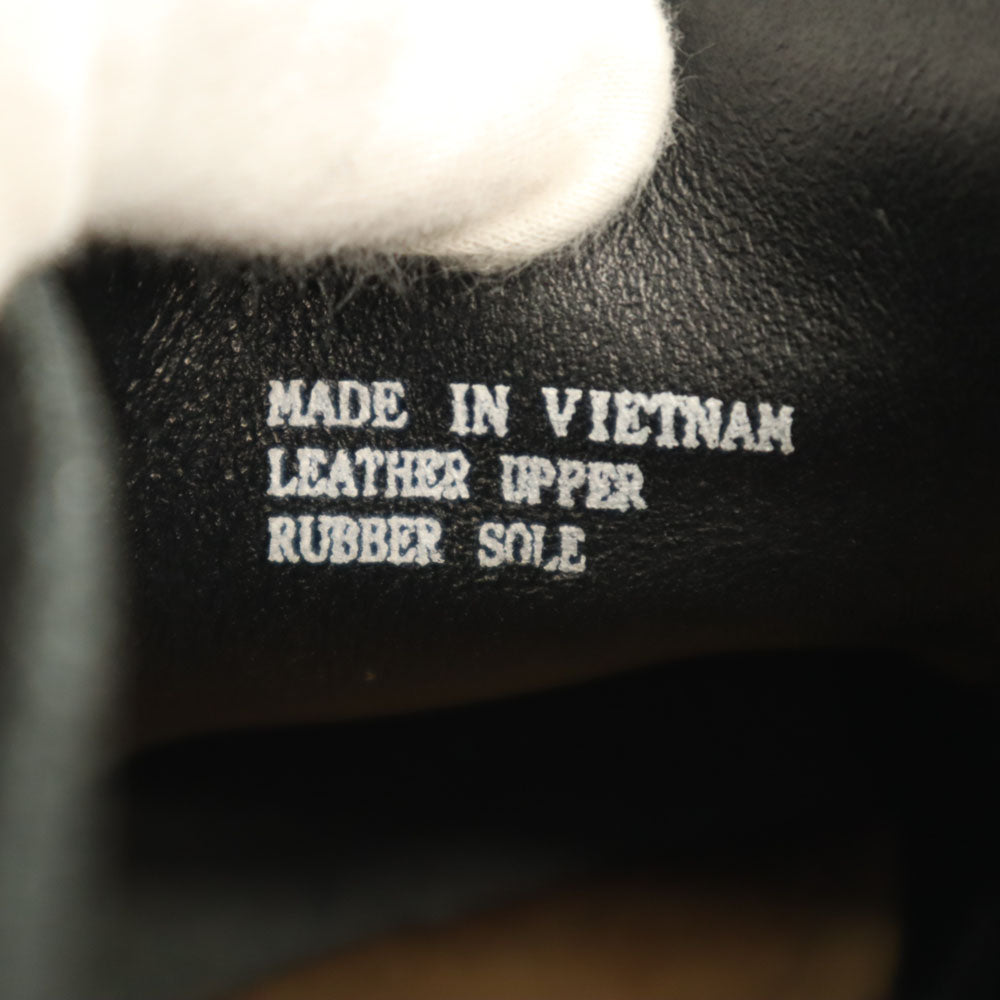 MADE IN VIETNAM
LEATHER UPPER
RUBBER SOLE